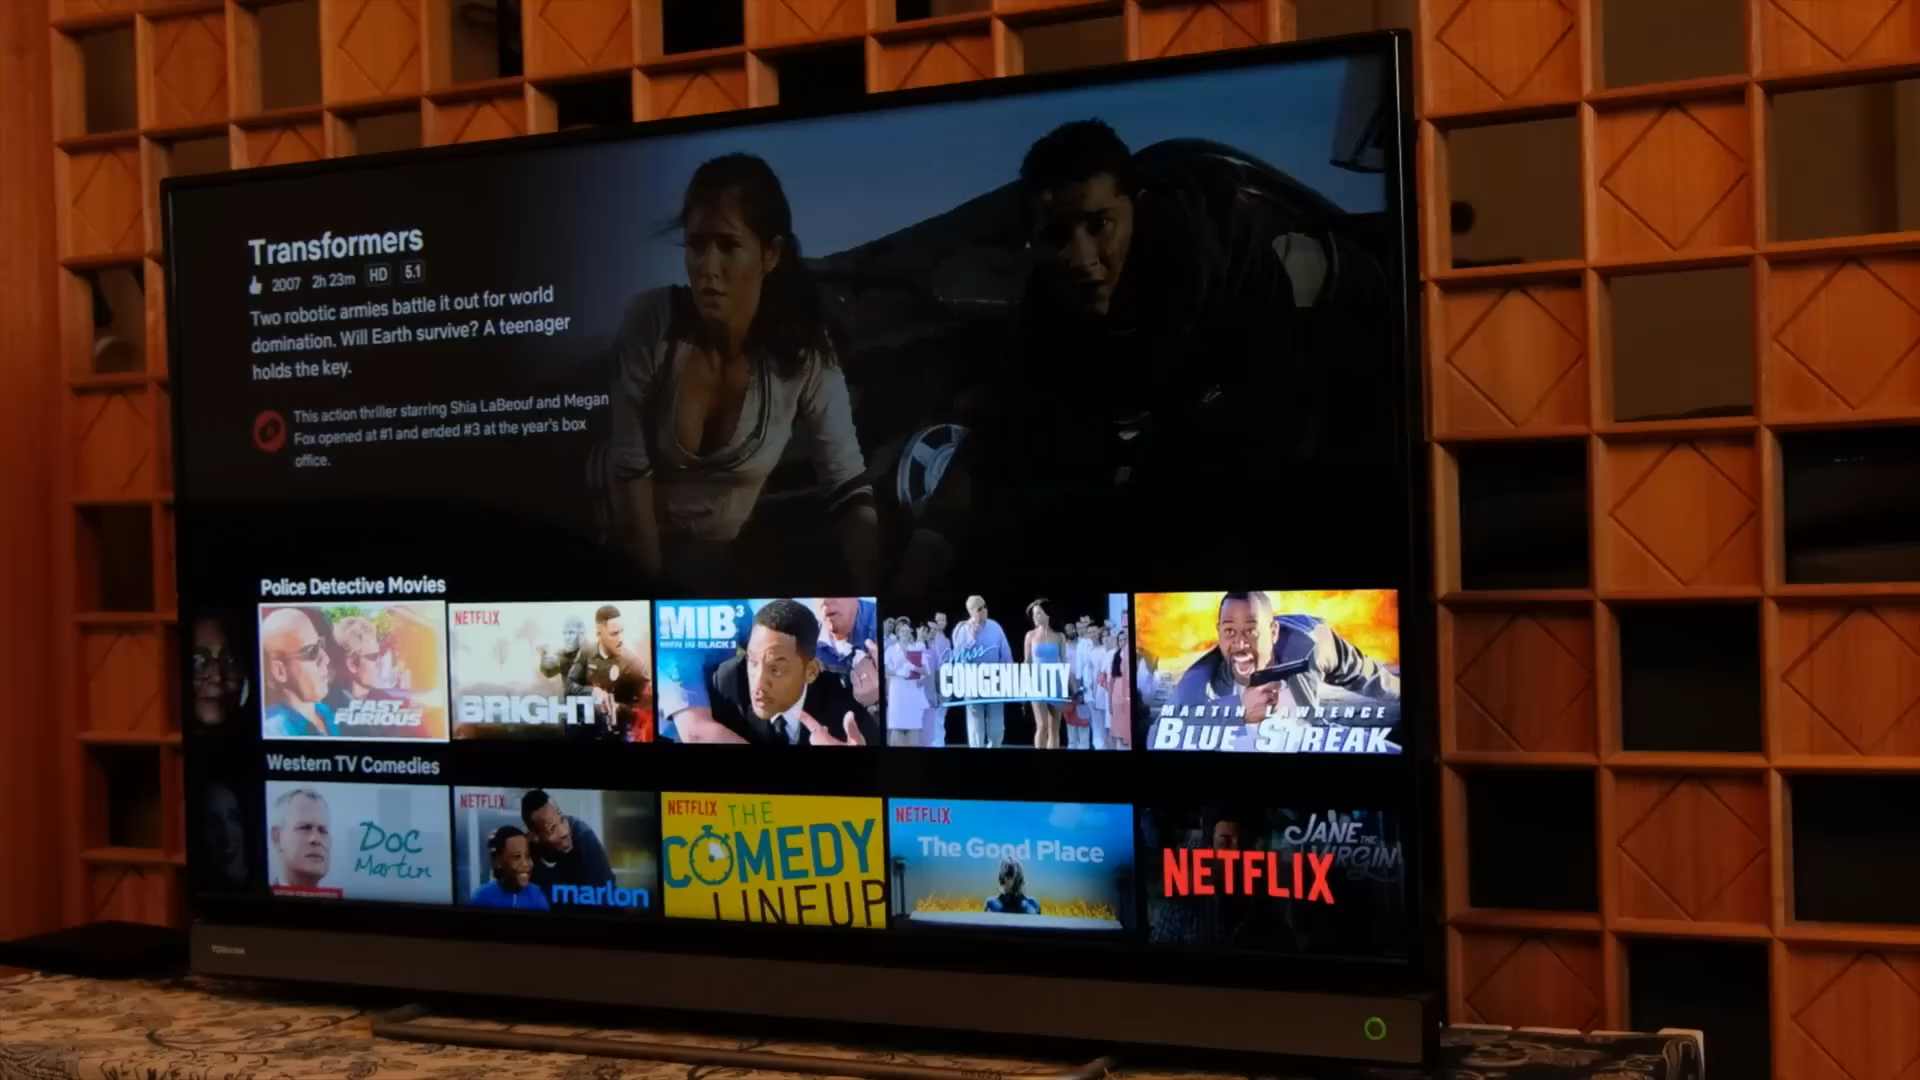 Transformers
2007 2h 23m HD 5.1
Two robotic armies battle it out for world
domination. Will Earth survive? A teenager
holds the key.
This action thriller starring Shia LaBeouf and Megan
Fox opened at #1 and ended #3 at the year's box
office.
Police Detective Movies
FAST
FURIOUS
NETFLIX
BRIGHT
MIB³
MEN IN BLACK 3
Miss
CONGENIALITY
MARTIN LAWRENCE
BLUE STREAK
Western TV Comedies
Doc
Martin
NETFLIX
marlon
NETFLIX THE
COMEDY
LINEUP
NETFLIX
The Good Place
JANE THE
VIRGIN
NETFLIX
TOSHIBA